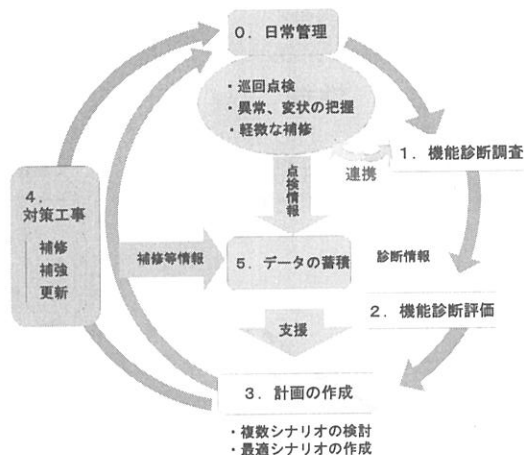 0．日常管理
・巡回点検
・異常、変状の把握
・軽微な補修
連携
1．機能診断調査
点検情報
4．
対策工事
補修
補強
更新
補修等情報
5．データの蓄積
診断情報
2．機能診断評価
支援
3．計画の作成
・複数シナリオの検討
・最適シナリオの作成